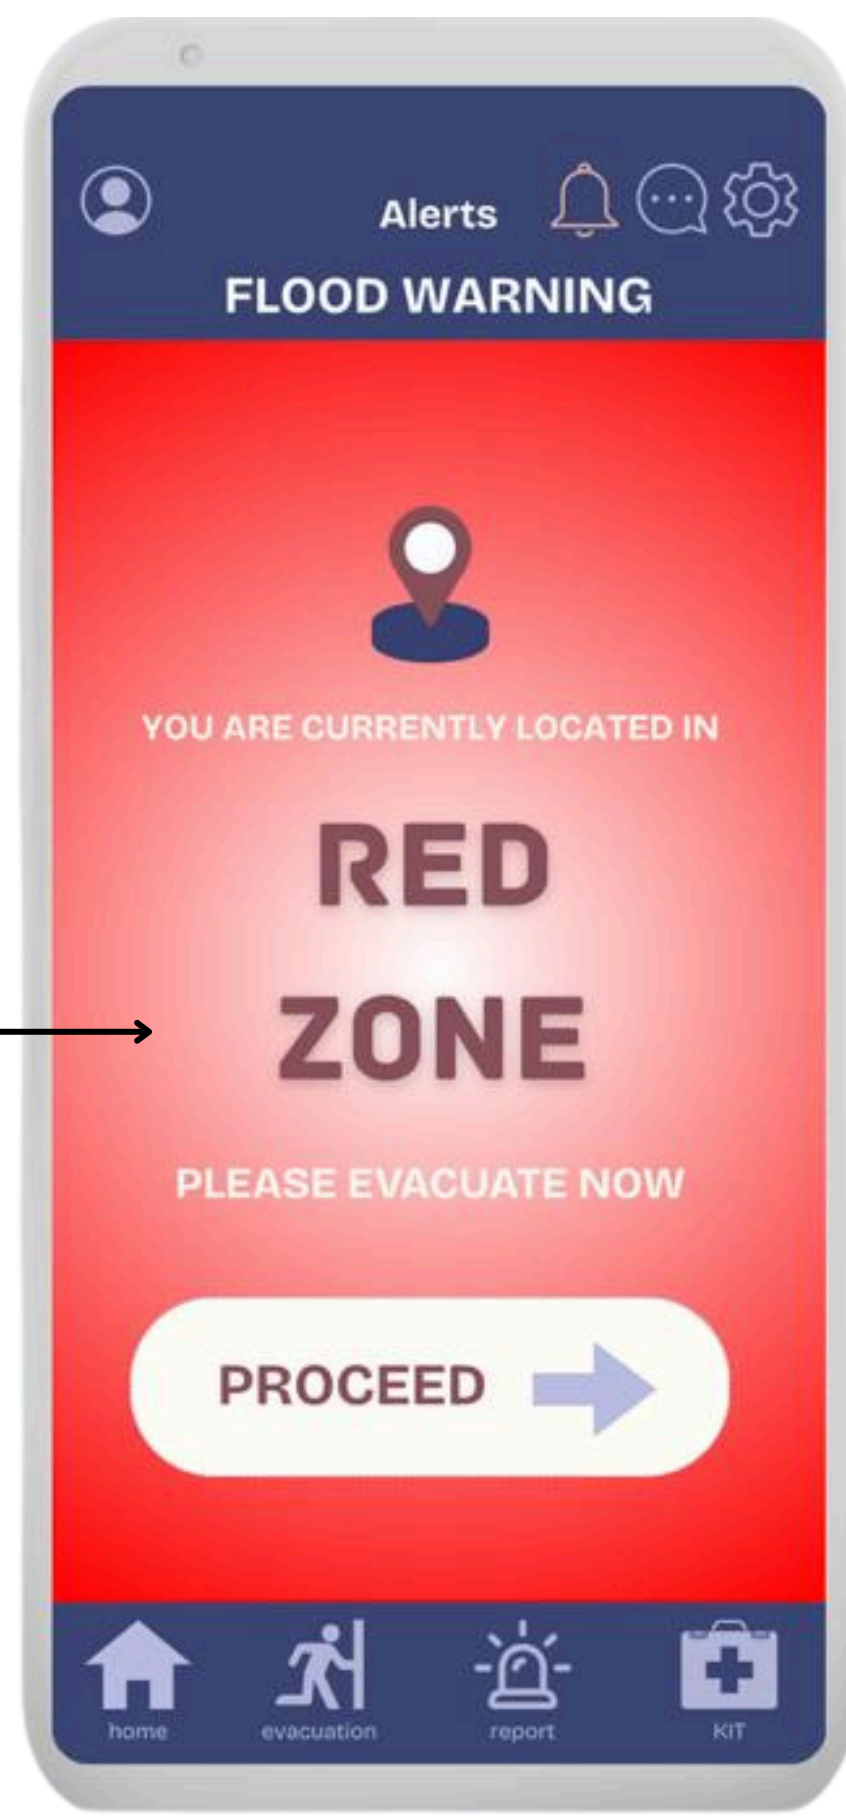 Alerts
FLOOD WARNING
YOU ARE CURRENTLY LOCATED IN
RED
ZONE
PLEASE EVACUATE NOW
PROCEED
home
evacuation
report
KIT